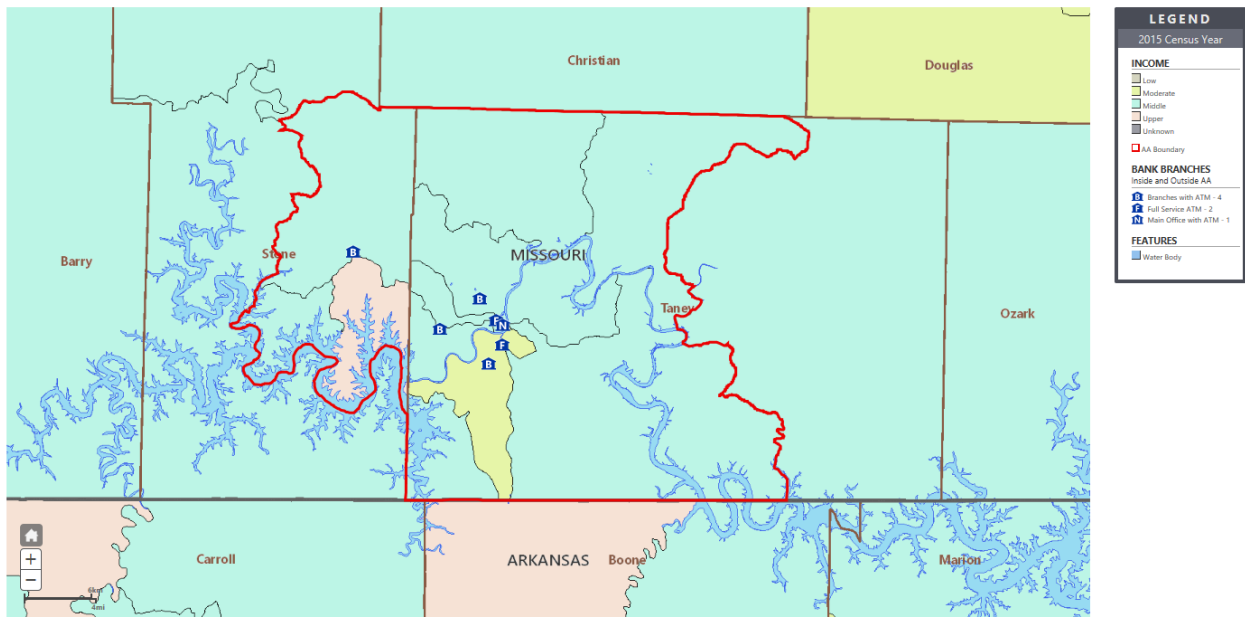 Christian
Douglas
Barry
Stone
MISSOURI
Taney
Ozark
B
B
B
F
N
F
B
Carroll
ARKANSAS
Boone
Marion
+
−
6km
4mi
LEGEND
2015 Census Year
INCOME
Low
Moderate
Middle
Upper
Unknown
AA Boundary
BANK BRANCHES
Inside and Outside AA
B Branches with ATM - 4
F Full Service ATM - 2
N Main Office with ATM - 1
FEATURES
Water Body